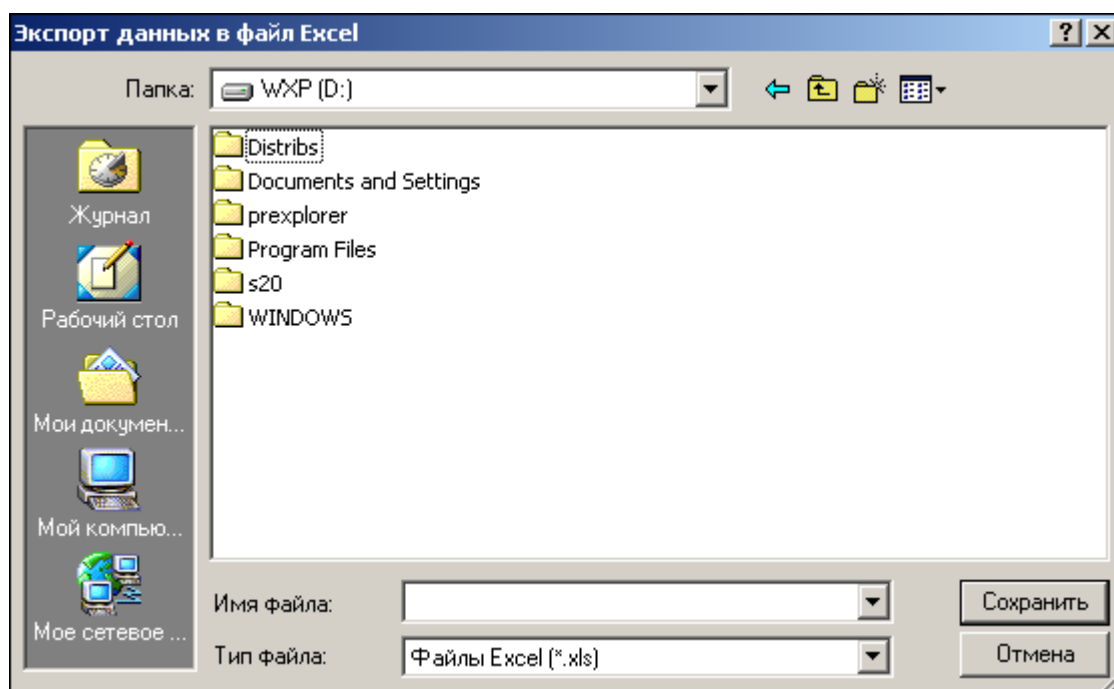 Экспорт данных в файл Excel
Папка: WXP (D:)
Журнал
Рабочий стол
Мои докумен...
Мой компью...
Мое сетевое ...
Distribs
Documents and Settings
prexplorer
Program Files
s20
WINDOWS
Имя файла:
Сохранить
Тип файла: Файлы Excel (*.xls)
Отмена